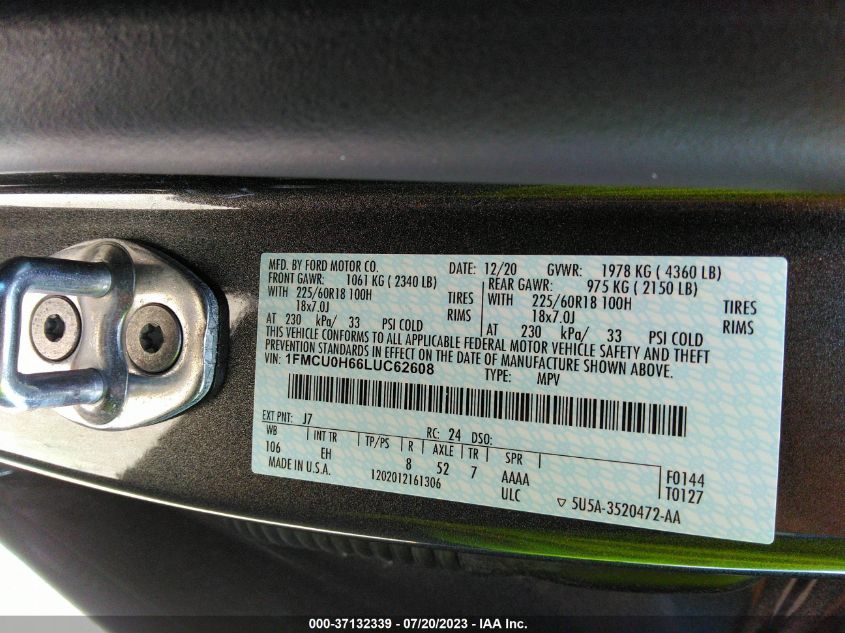 MFD. BY FORD MOTOR CO. DATE: 12/20 GVWR: 1978 KG ( 4360 LB)
FRONT GAWR: 1061 KG ( 2340 LB) REAR GAWR: 975 KG ( 2150 LB)
WITH 225/60R18 100H TIRES WITH 225/60R18 100H TIRES
18x7.0J RIMS 18x7.0J RIMS
AT 230 kPa/ 33 PSI COLD AT 230 kPa/ 33 PSI COLD
THIS VEHICLE CONFORMS TO ALL APPLICABLE FEDERAL MOTOR VEHICLE SAFETY AND THEFT
PREVENTION STANDARDS IN EFFECT ON THE DATE OF MANUFACTURE SHOWN ABOVE.
VIN: 1FMCU0H66LUC62608 TYPE: MPV
EXT PNT: J7 RC: 24 DSO:
WB INT TR TP/PS R AXLE TR SPR
106 EH 8 52 7 AAAA F0144
MADE IN U.S.A. 1202012161306 ULC T0127
▽ 5U5A-3520472-AA
000-37132339 - 07/20/2023 - IAA Inc.